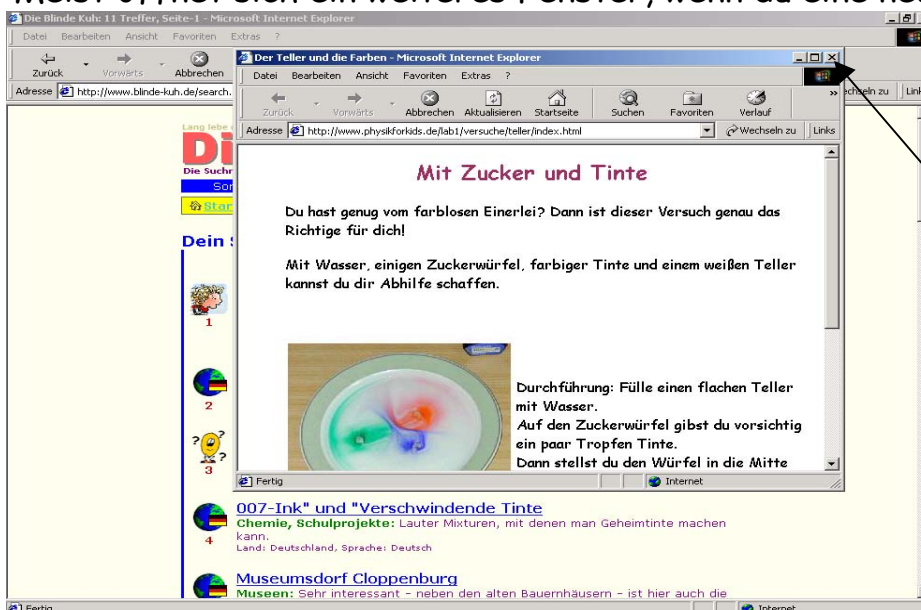 Die Blinde Kuh: 11 Treffer, Seite-1 - Microsoft Internet Explorer
Datei Bearbeiten Ansicht Favoriten Extras ?
Zurück Vorwärts Abbrechen
Adresse http://www.blinde-kuh.de/search.
Links
Lang lebe
Die Suchm
Star
Dein
1
2
3
Der Teller und die Farben - Microsoft Internet Explorer
Datei Bearbeiten Ansicht Favoriten Extras ?
Zurück Vorwärts Abbrechen Aktualisieren Startseite Suchen Favoriten Verlauf »
Adresse http://www.physikforkids.de/lab1/versuche/teller/index.html Wechseln zu Links
Mit Zucker und Tinte
Du hast genug vom farblosen Einerlei? Dann ist dieser Versuch genau das
Richtige für dich!
Mit Wasser, einigen Zuckerwürfel, farbiger Tinte und einem weißen Teller
kannst du dir Abhilfe schaffen.
Durchführung: Fülle einen flachen Teller
mit Wasser.
Auf den Zuckerwürfel gibst du vorsichtig
ein paar Tropfen Tinte.
Dann stellst du den Würfel in die Mitte
Fertig Internet
007-Ink" und "Verschwindende Tinte
4
Chemie, Schulprojekte: Lauter Mixturen, mit denen man Geheimtinte machen
kann.
Land: Deutschland, Sprache: Deutsch
Museumsdorf Cloppenburg
Museen: Sehr interessant - neben den alten Bauernhäusern - ist hier auch die
Fertig Internet